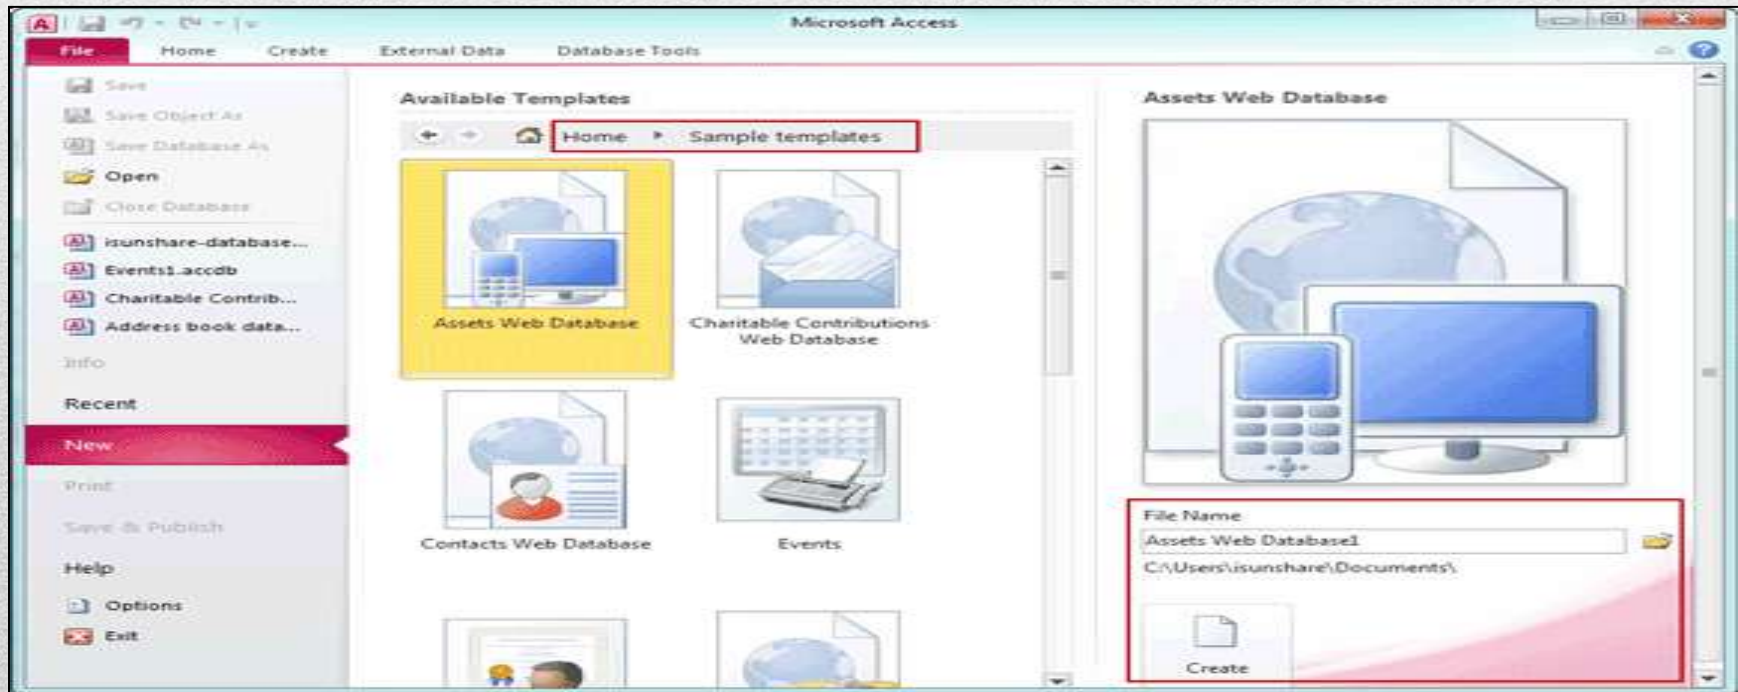 Microsoft Access
File Home Create External Data Database Tools
Save
Save Object As
Save Database As
Open
Close Database
isunshare-database...
Events1.accdb
Charitable Contrib...
Address book data...
Info
Recent
New
Print
Save & Publish
Help
Options
Exit
Available Templates
Home Sample templates
Assets Web Database
Charitable Contributions
Web Database
Contacts Web Database
Events
Assets Web Database
File Name
Assets Web Database1
C:\Users\isunshare\Documents\
Create